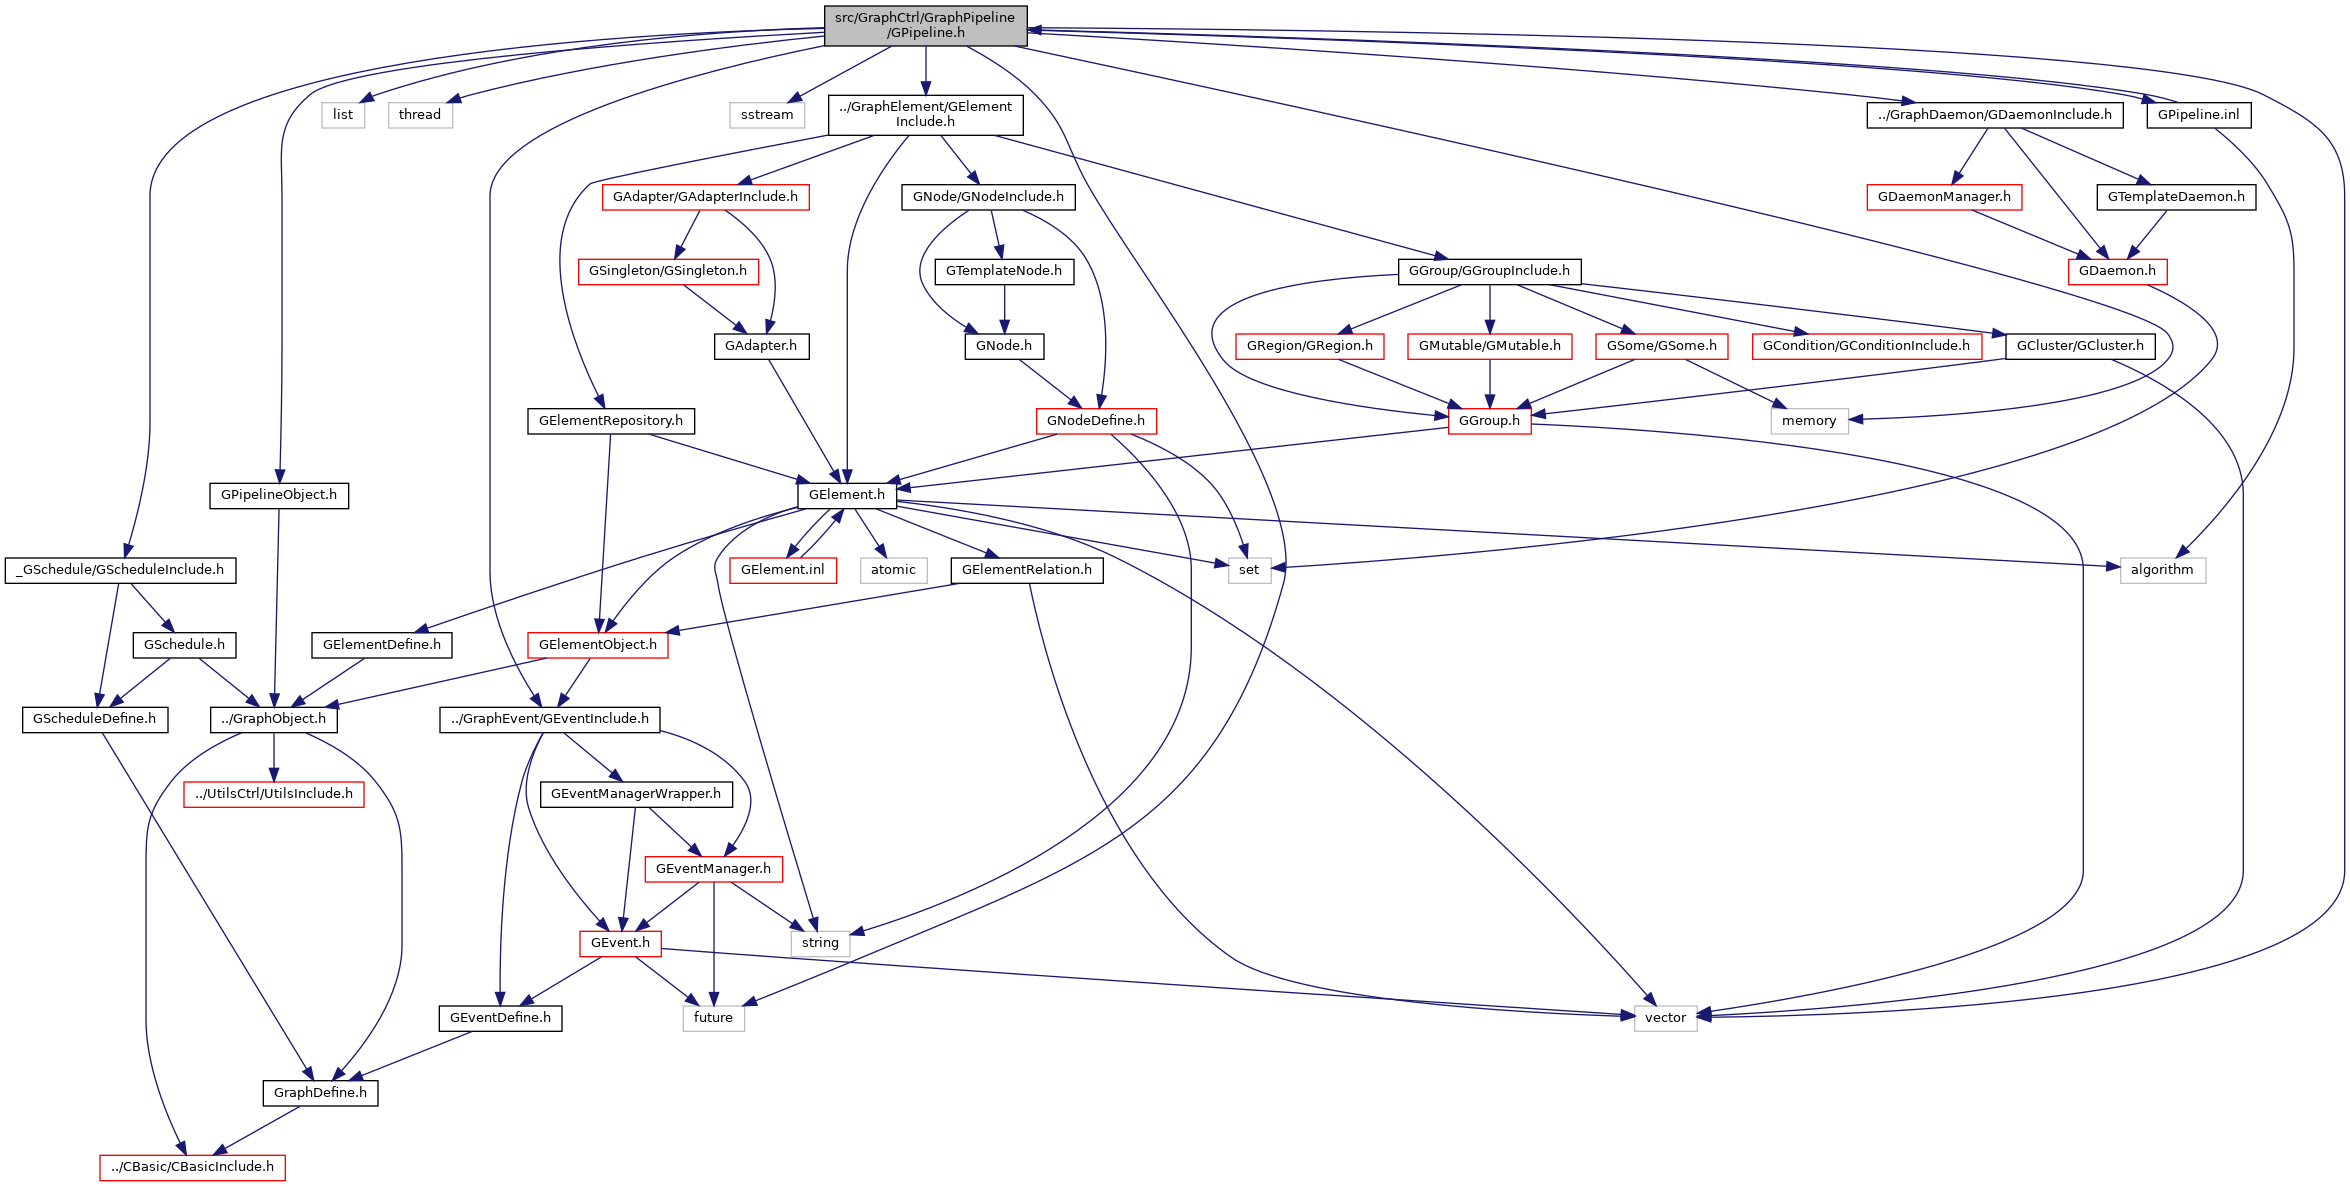 src/GraphCtrl/GraphPipeline
/GPipeline.h
list
thread
sstream
../GraphElement/GElement
Include.h
../GraphDaemon/GDaemonInclude.h
GPipeline.inl
GAdapter/GAdapterInclude.h
GNode/GNodeInclude.h
GDaemonManager.h
GTemplateDaemon.h
GSingleton/GSingleton.h
GTemplateNode.h
GGroup/GGroupInclude.h
GDaemon.h
GAdapter.h
GNode.h
GRegion/GRegion.h
GMutable/GMutable.h
GSome/GSome.h
GCondition/GConditionInclude.h
GCluster/GCluster.h
GElementRepository.h
GNodeDefine.h
GGroup.h
memory
GPipelineObject.h
GElement.h
_GSchedule/GScheduleInclude.h
GElement.inl
atomic
GElementRelation.h
set
algorithm
GSchedule.h
GElementDefine.h
GElementObject.h
GScheduleDefine.h
../GraphObject.h
../GraphEvent/GEventInclude.h
../UtilsCtrl/UtilsInclude.h
GEventManagerWrapper.h
GEventManager.h
GEvent.h
string
GEventDefine.h
future
vector
GraphDefine.h
../CBasic/CBasicInclude.h